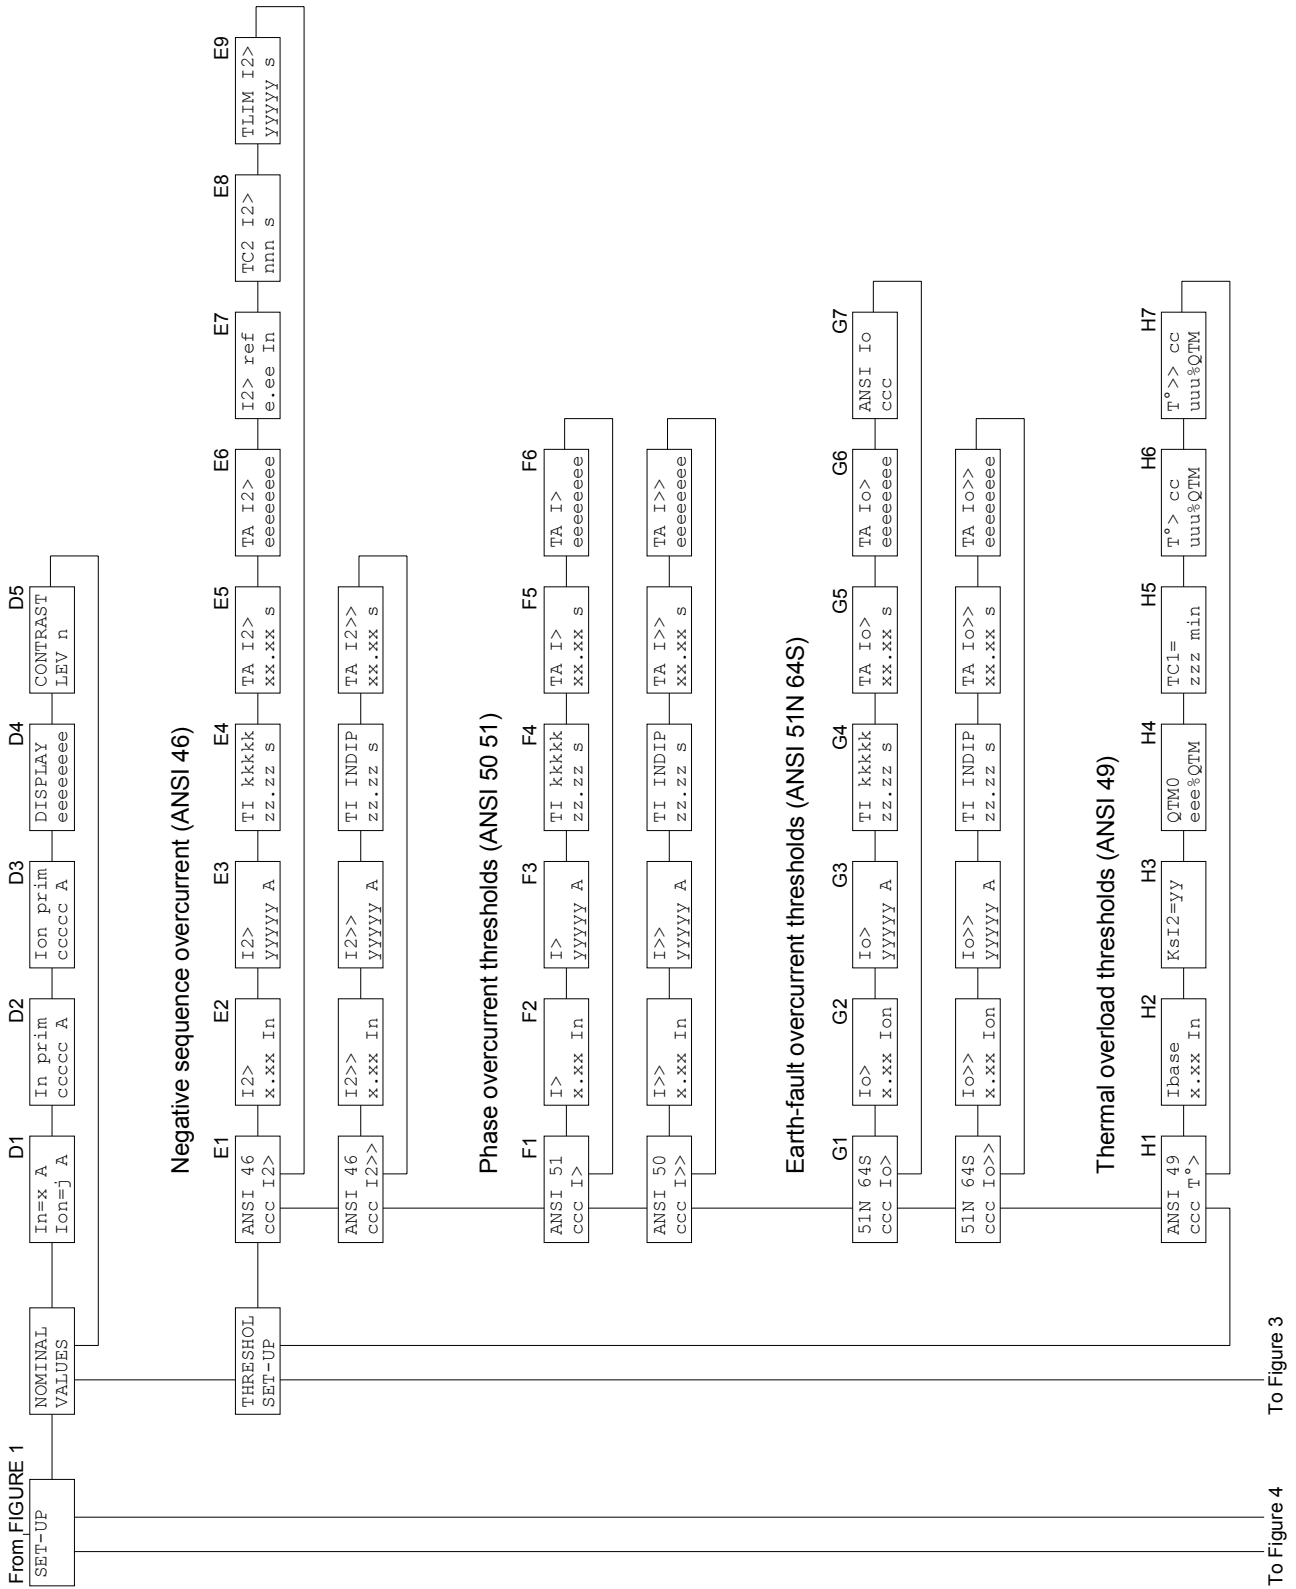 From FIGURE 1
SET-UP
NOMINAL
VALUES
D1
In=x A
Ion=j A
D2
In prim
ccccc A
D3
Ion prim
ccccc A
D4
DISPLAY
eeeeeeee
D5
CONTRAST
LEV n
Negative sequence overcurrent (ANSI 46)
THRESHOL
SET-UP
E1
ANSI 46
ccc I2>
E2
I2>
x.xx In
E3
I2>
yyyyy A
E4
TI kkkkk
zz.zz s
E5
TA I2>
xx.xx s
E6
TA I2>
eeeeeeee
E7
I2> ref
e.ee In
E8
TC2 I2>
nnn s
E9
TLIM I2>
yyyyy s
ANSI 46
ccc I2>>
I2>>
x.xx In
I2>>
yyyyy A
TI INDIP
zz.zz s
TA I2>>
xx.xx s
Phase overcurrent thresholds (ANSI 50 51)
F1
ANSI 51
ccc I>
F2
I>
x.xx In
F3
I>
yyyyy A
F4
TI kkkkk
zz.zz s
F5
TA I>
xx.xx s
F6
TA I>
eeeeeeee
ANSI 50
ccc I>>
I>>
x.xx In
I>>
yyyyy A
TI INDIP
zz.zz s
TA I>>
xx.xx s
TA I>>
eeeeeeee
Earth-fault overcurrent thresholds (ANSI 51N 64S)
G1
51N 64S
ccc Io>
G2
Io>
x.xx Ion
G3
Io>
yyyyy A
G4
TI kkkkk
zz.zz s
G5
TA Io>
xx.xx s
G6
TA Io>
eeeeeeee
G7
ANSI Io
ccc
51N 64S
ccc Io>>
Io>>
x.xx Ion
Io>>
yyyyy A
TI INDIP
zz.zz s
TA Io>>
xx.xx s
TA Io>>
eeeeeeee
Thermal overload thresholds (ANSI 49)
H1
ANSI 49
ccc T°>
H2
Ibase
x.xx In
H3
KsI2=yy
H4
QTM0
eee%QTM
H5
TC1=
zzz min
H6
T°> cc
uuu%QTM
H7
T°>> cc
uuu%QTM
To Figure 4
To Figure 3